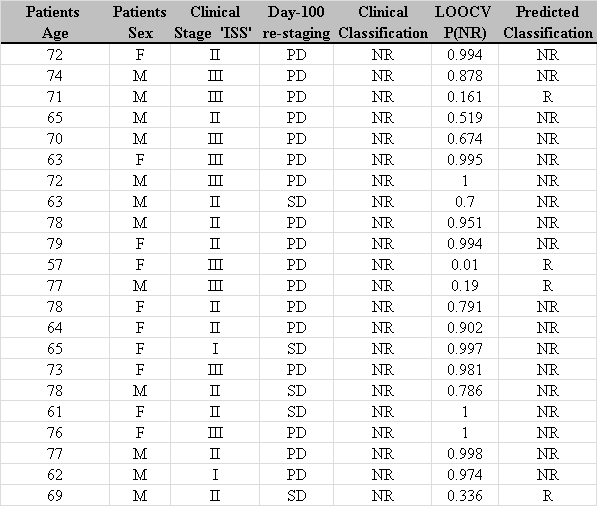 Patients Patients Clinical Day-100 Clinical LOOCV Predicted
Age Sex Stage 'ISS' re-staging Classification P(NR) Classification
72 F II PD NR 0.994 NR
74 M III PD NR 0.878 NR
71 M III PD NR 0.161 R
65 M II PD NR 0.519 NR
70 M III PD NR 0.674 NR
63 F III PD NR 0.995 NR
72 M III PD NR 1 NR
63 M II SD NR 0.7 NR
78 M II PD NR 0.951 NR
79 F II PD NR 0.994 NR
57 F III PD NR 0.01 R
77 M III PD NR 0.19 R
78 F II PD NR 0.791 NR
64 F II PD NR 0.902 NR
65 F I SD NR 0.997 NR
73 F III PD NR 0.981 NR
78 M II SD NR 0.786 NR
61 F II SD NR 1 NR
76 F III PD NR 1 NR
77 M II PD NR 0.998 NR
62 M I PD NR 0.974 NR
69 M II SD NR 0.336 R